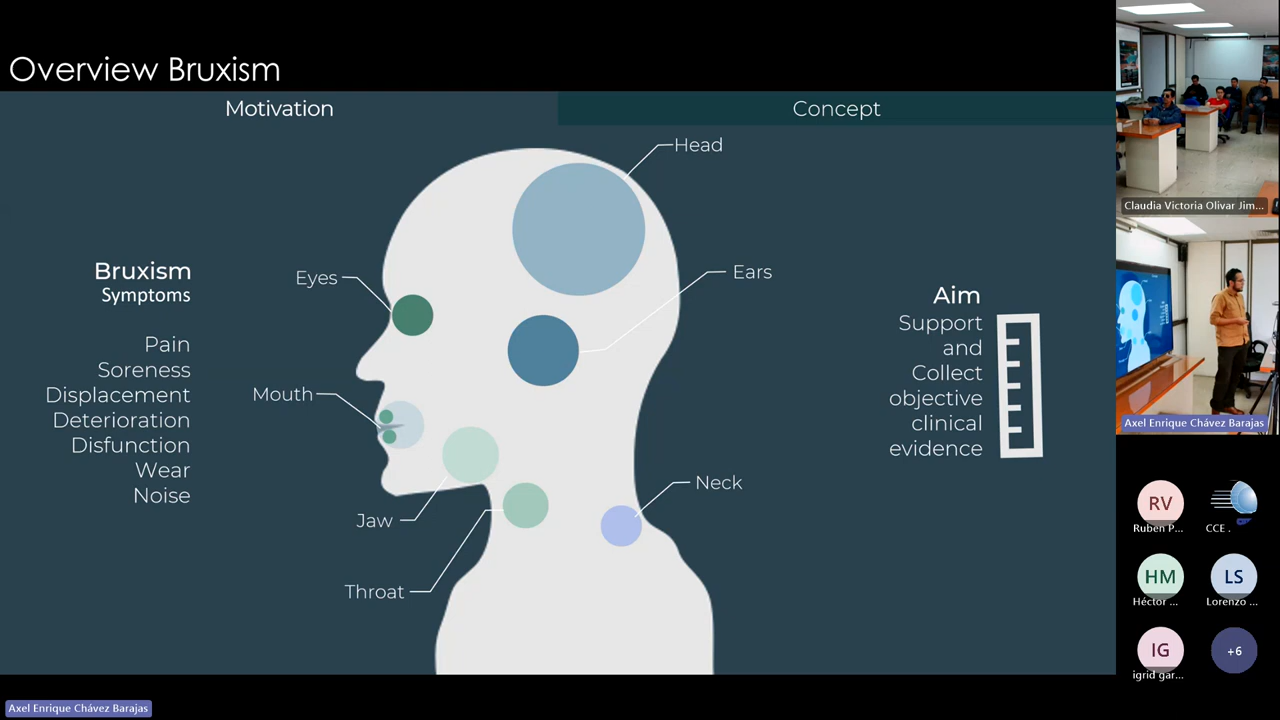 Overview Bruxism
Motivation
Concept
Head
Eyes
Ears
Mouth
Jaw
Throat
Neck
Bruxism
Symptoms
Pain
Soreness
Displacement
Deterioration
Disfunction
Wear
Noise
Aim
Support
and
Collect
objective
clinical
evidence
Claudia Victoria Olivar Jim...
Axel Enrique Chávez Barajas
RV
Ruben P...
CCE .
HM
Héctor ...
LS
Lorenzo ...
IG
igrid gar...
+6
Axel Enrique Chávez Barajas